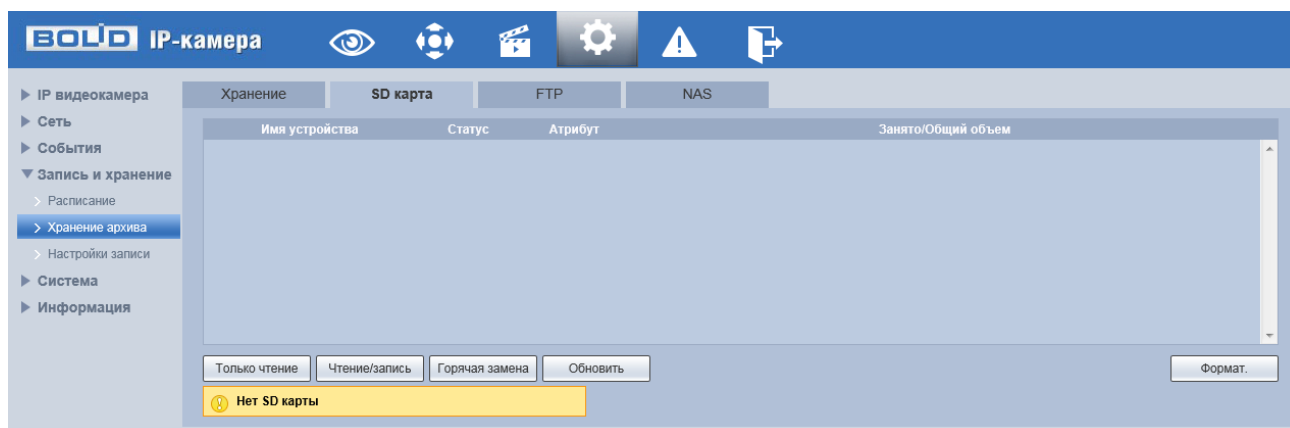 BOLID IP-камера
IP видеокамера
Сеть
События
Запись и хранение
Расписание
Хранение архива
Настройки записи
Система
Информация
Хранение SD карта FTP NAS
Имя устройства Статус Атрибут Занято/Общий объем
Только чтение Чтение/запись Горячая замена Обновить Формат.
Нет SD карты